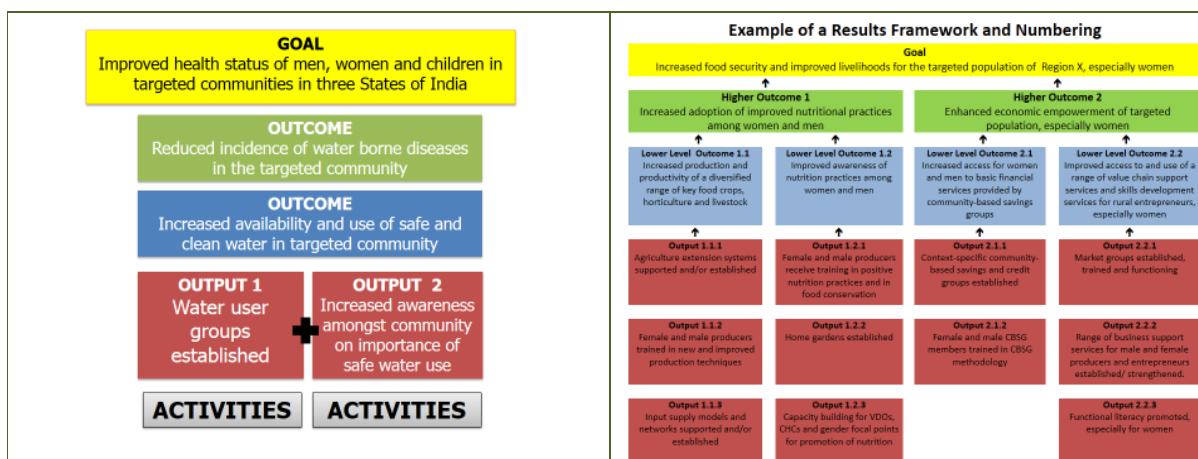 GOAL
Improved health status of men, women and children in
targeted communities in three States of India
OUTCOME
Reduced incidence of water borne diseases
in the targeted community
OUTCOME
Increased availability and use of safe and
clean water in targeted community
OUTPUT 1
Water user
groups
established
OUTPUT 2
Increased awareness
amongst community
on importance of
safe water use
ACTIVITIES
ACTIVITIES
Example of a Results Framework and Numbering
Goal
Increased food security and improved livelihoods for the targeted population of Region X, especially women
Higher Outcome 1
Increased adoption of improved nutritional practices
among women and men
Higher Outcome 2
Enhanced economic empowerment of targeted
population, especially women
Lower Level Outcome 1.1
Increased production and
productivity of a diversified
range of key food crops,
horticulture and livestock
Lower Level Outcome 1.2
Improved awareness of
nutrition practices among
women and men
Lower Level Outcome 2.1
Increased access for women
and men to basic financial
services provided by
community-based savings
groups
Lower Level Outcome 2.2
Improved access to and use of a
range of value chain support
services and skills development
services for rural entrepreneurs,
especially women
Output 1.1.1
Agriculture extension systems
supported and/or established
Output 1.2.1
Female and male producers
receive training in positive
nutrition practices and in
food conservation
Output 2.1.1
Context-specific community-
based savings and credit
groups established
Output 2.2.1
Market groups established,
trained and functioning
Output 1.1.2
Female and male producers
trained in new and improved
production techniques
Output 1.2.2
Home gardens established
Output 2.1.2
Female and male CBSG
members trained in CBSG
methodology
Output 2.2.2
Range of business support
services for male and female
producers and entrepreneurs
established/ strengthened.
Output 1.1.3
Input supply models and
networks supported and/or
established
Output 1.2.3
Capacity building for VDOs,
CHCs and gender focal points
for promotion of nutrition
Output 2.2.3
Functional literacy promoted,
especially for women